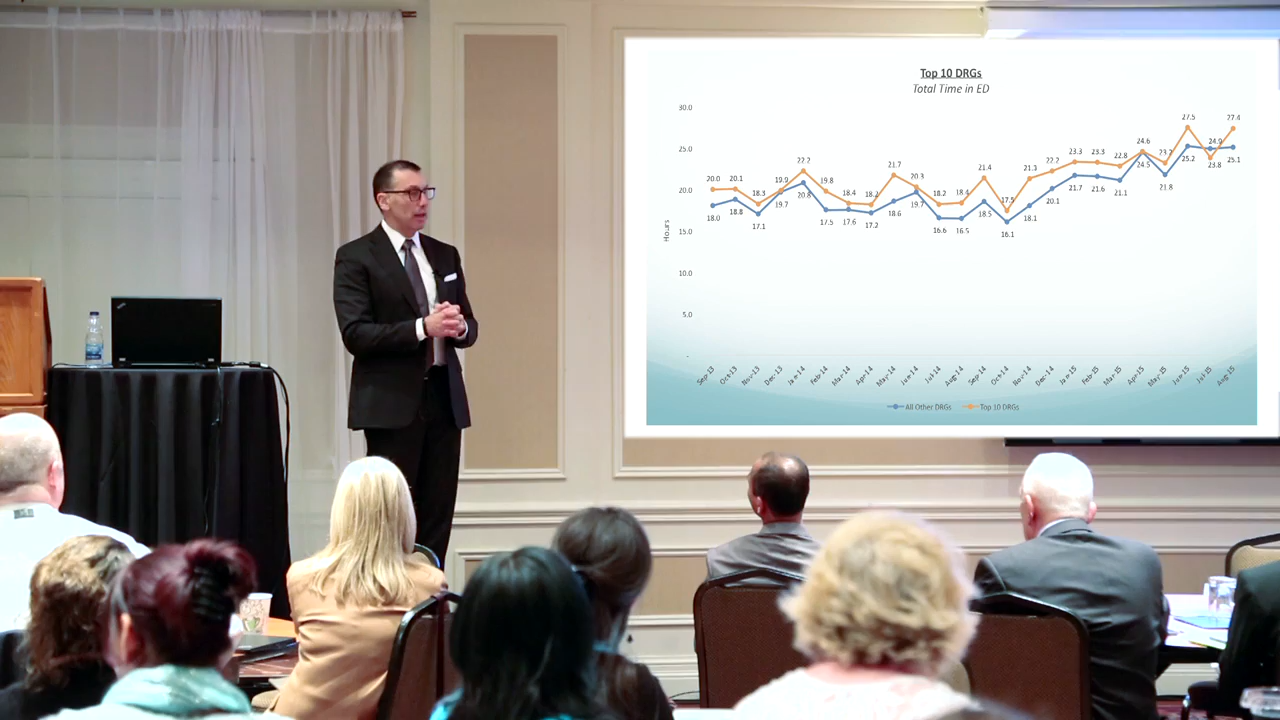 Top 10 DRGs
Total Time in ED
30.0
25.0
20.0
15.0
10.0
5.0
-
Hours
20.0 20.1 18.3 19.9 22.2 19.8 18.4 18.2 21.7 20.3 18.2 18.4 21.4 17.5 21.3 22.2 23.3 23.3 22.8 24.6 23.2 27.5 23.8 27.4
18.0 18.8 17.1 19.7 20.8 17.5 17.6 17.2 18.6 19.7 16.6 16.5 18.5 16.1 18.1 20.1 21.7 21.6 21.1 24.5 21.8 25.2 24.9 25.1
Sep-13 Oct-13 Nov-13 Dec-13 Jan-14 Feb-14 Mar-14 Apr-14 May-14 Jun-14 Jul-14 Aug-14 Sep-14 Oct-14 Nov-14 Dec-14 Jan-15 Feb-15 Mar-15 Apr-15 May-15 Jun-15 Jul-15 Aug-15
All Other DRGs Top 10 DRGs